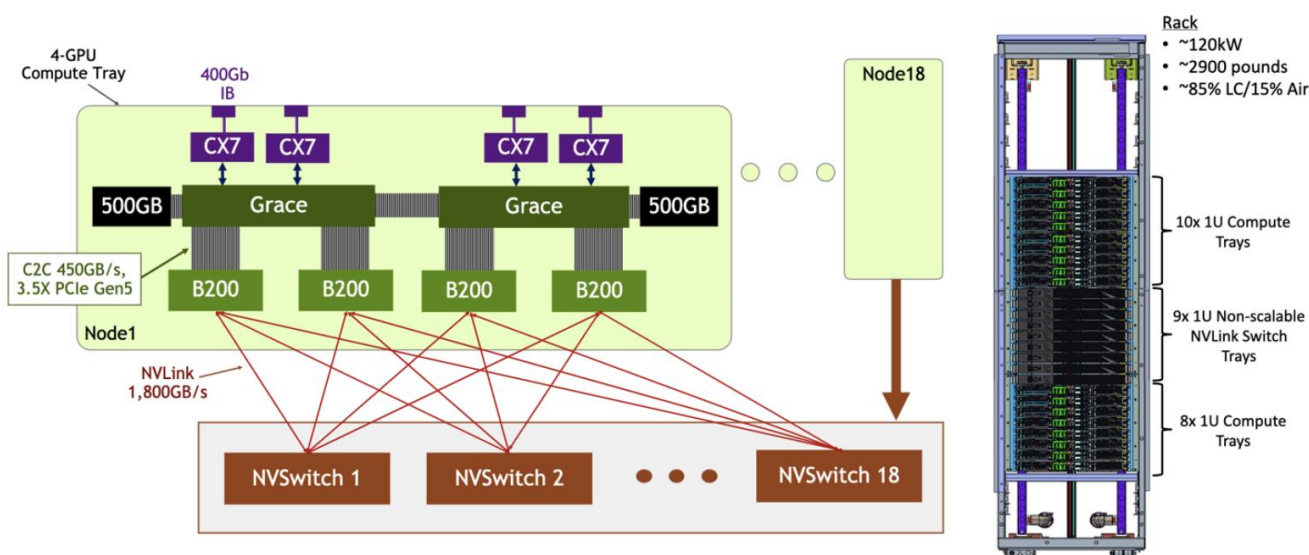 4-GPU
Compute Tray
400Gb
IB
CX7
CX7
CX7
CX7
500GB
Grace
Grace
500GB
C2C 450GB/s,
3.5X PCIe Gen5
B200
B200
B200
B200
Node1
NVLink
1,800GB/s
Node18
NVSwitch 1
NVSwitch 2
NVSwitch 18
Rack
• ~120kW
• ~2900 pounds
• ~85% LC/15% Air
10x 1U Compute
Trays
9x 1U Non-scalable
NVLink Switch
Trays
8x 1U Compute
Trays